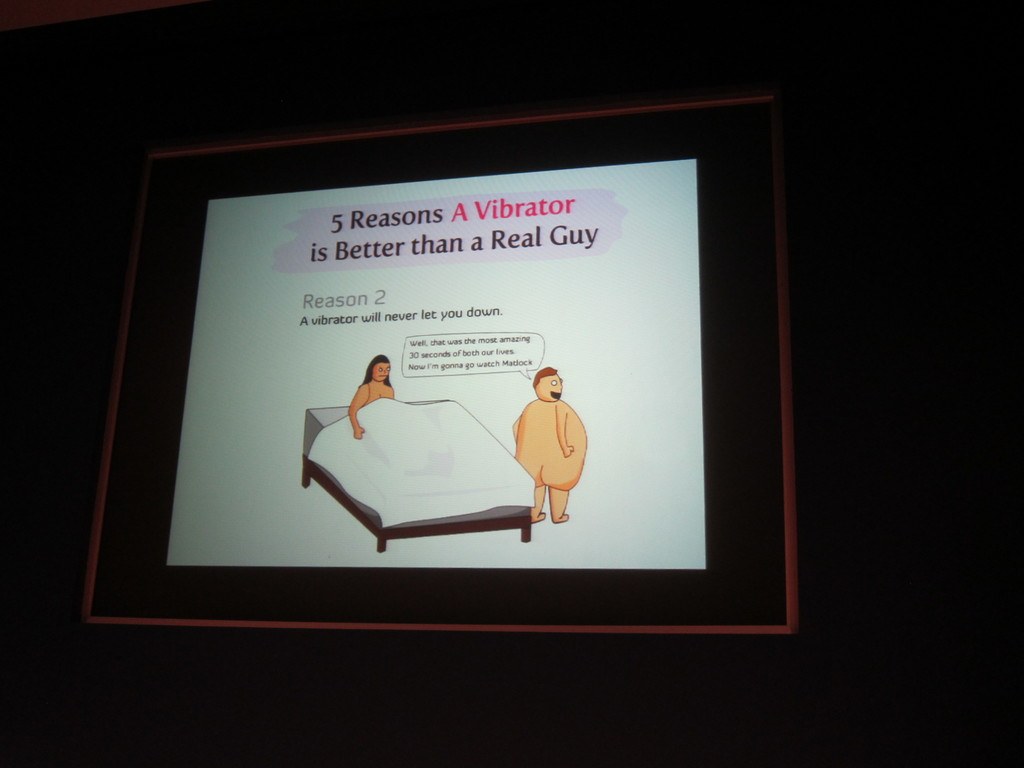 5 Reasons A Vibrator
is Better than a Real Guy
Reason 2
A vibrator will never let you down.
Well, that was the most amazing
30 seconds of both our lives.
Now I'm gonna go watch Matlock